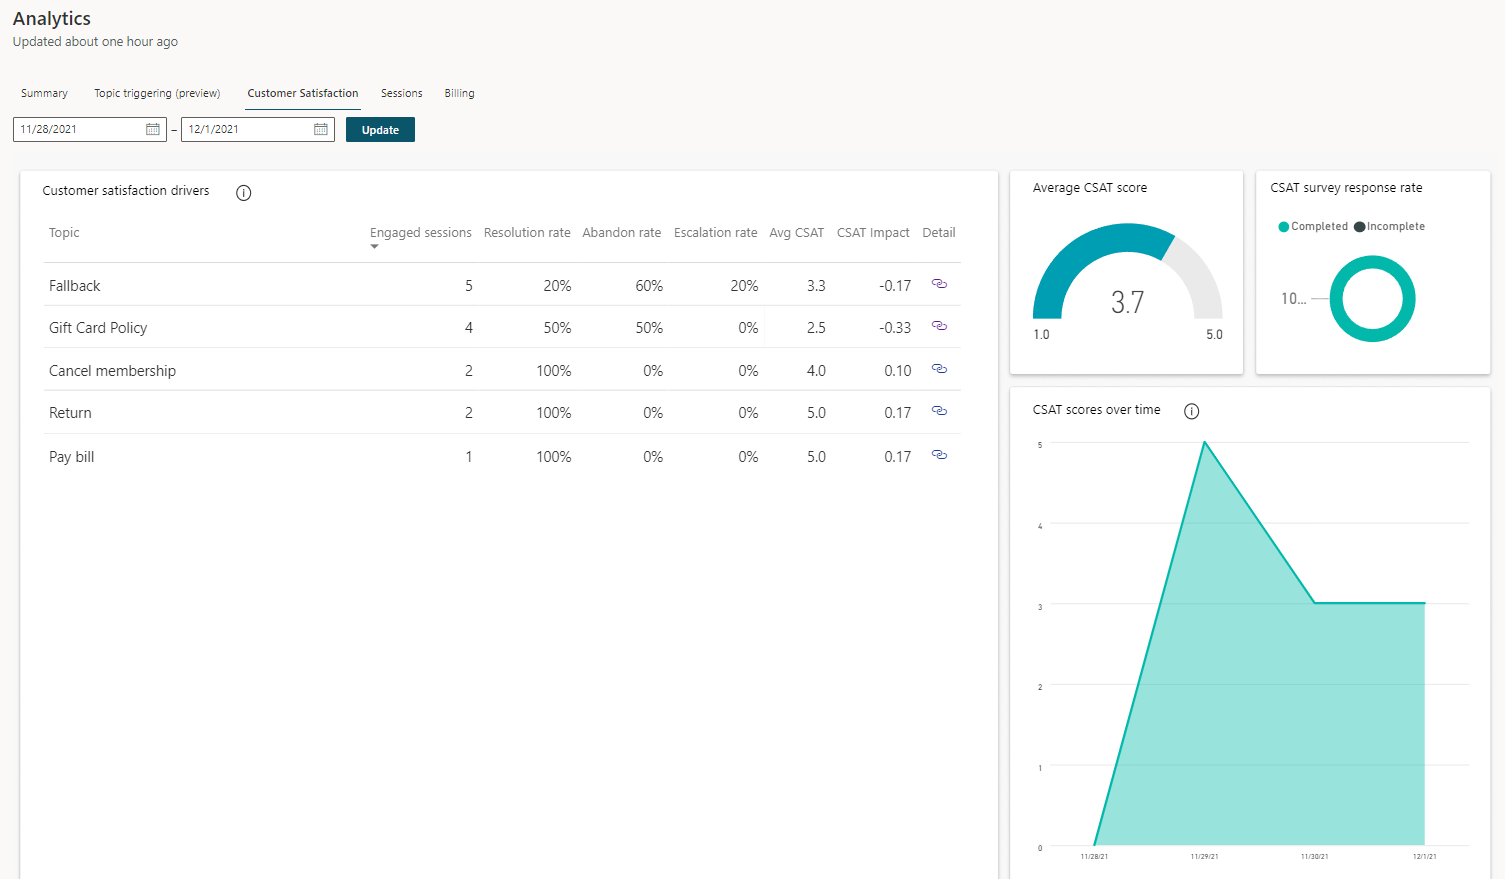 Analytics
Updated about one hour ago
Summary Topic triggering (preview) Customer Satisfaction Sessions Billing
11/28/2021 – 12/1/2021 Update
Customer satisfaction drivers
Topic Engaged sessions Resolution rate Abandon rate Escalation rate Avg CSAT CSAT Impact Detail
Fallback 5 20% 60% 20% 3.3 -0.17
Gift Card Policy 4 50% 50% 0% 2.5 -0.33
Cancel membership 2 100% 0% 0% 4.0 0.10
Return 2 100% 0% 0% 5.0 0.17
Pay bill 1 100% 0% 0% 5.0 0.17
Average CSAT score
3.7
1.0 5.0
CSAT survey response rate
Completed Incomplete
10...
CSAT scores over time
5
4
3
2
1
0
11/28/21 11/29/21 11/30/21 12/1/21